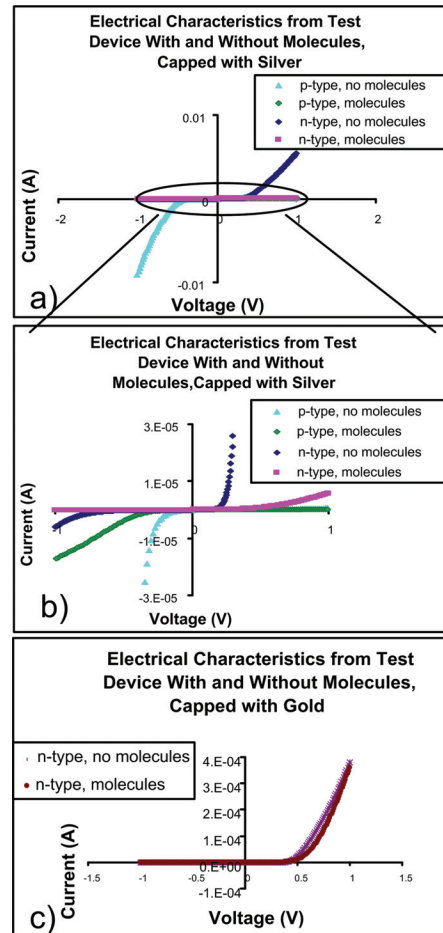 Electrical Characteristics from Test
Device With and Without Molecules,
Capped with Silver
p-type, no molecules
p-type, molecules
n-type, no molecules
n-type, molecules
0.01
0
-0.01
-2
-1
0
1
2
Current (A)
Voltage (V)
a)
Electrical Characteristics from Test
Device With and Without
Molecules,Capped with Silver
p-type, no molecules
p-type, molecules
n-type, no molecules
n-type, molecules
3.E-05
1.E-05
-1.E-05
-3.E-05
-1
0
1
Current (A)
Voltage (V)
b)
Electrical Characteristics from Test
Device With and Without Molecules,
Capped with Gold
n-type, no molecules
n-type, molecules
4.E-04
3.E-04
2.E-04
1.E-04
0.E+00
-1.E-04
-1.5
-1
-0.5
0
0.5
1
1.5
Current (A)
Voltage (V)
c)